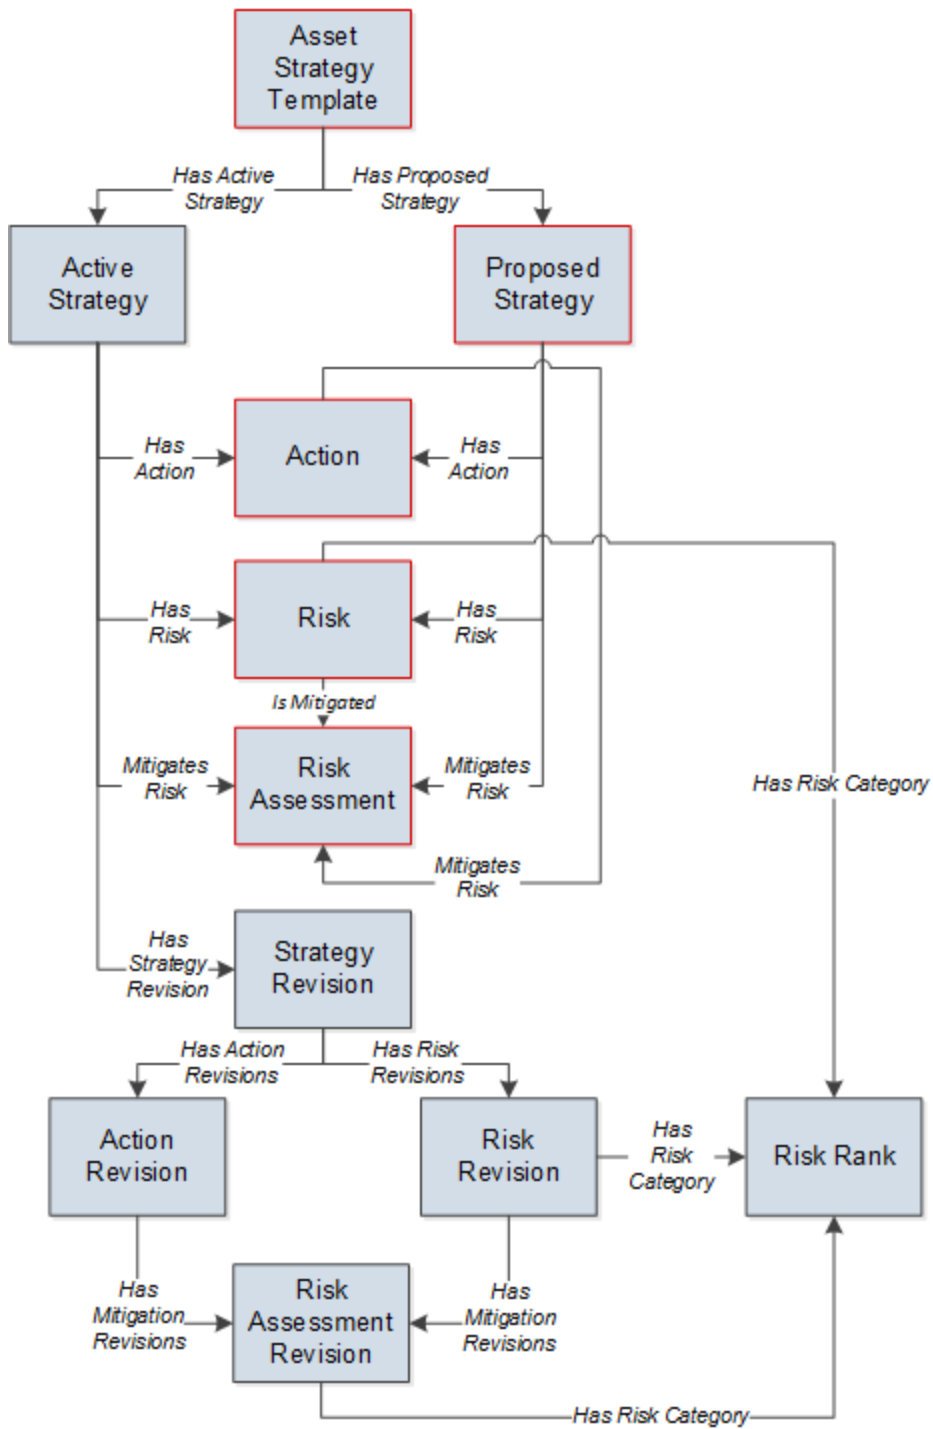 Asset
Strategy
Template
Has Active
Strategy
Has Proposed
Strategy
Active
Strategy
Proposed
Strategy
Has
Action
Action
Has
Action
Has
Risk
Risk
Has
Risk
Is Mitigated
Mitigates
Risk
Risk
Assessment
Mitigates
Risk
Has Risk Category
Mitigates
Risk
Has
Strategy
Revision
Strategy
Revision
Has Action
Revisions
Has Risk
Revisions
Action
Revision
Risk
Revision
Has
Risk
Category
Risk Rank
Has
Mitigation
Revisions
Risk
Assessment
Revision
Has
Mitigation
Revisions
Has Risk Category